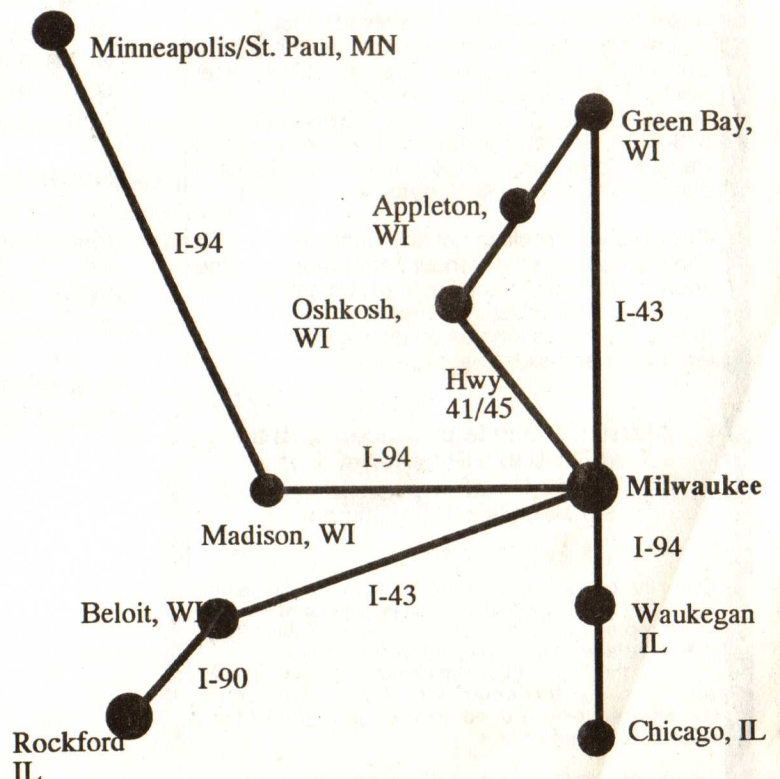 Minneapolis/St. Paul, MN
Green Bay,
WI
Appleton,
WI
I-94
Oshkosh,
WI
I-43
Hwy
41/45
I-94
Milwaukee
Madison, WI
I-94
I-43
Beloit, WI
Waukegan
IL
I-90
Rockford
IL
Chicago, IL